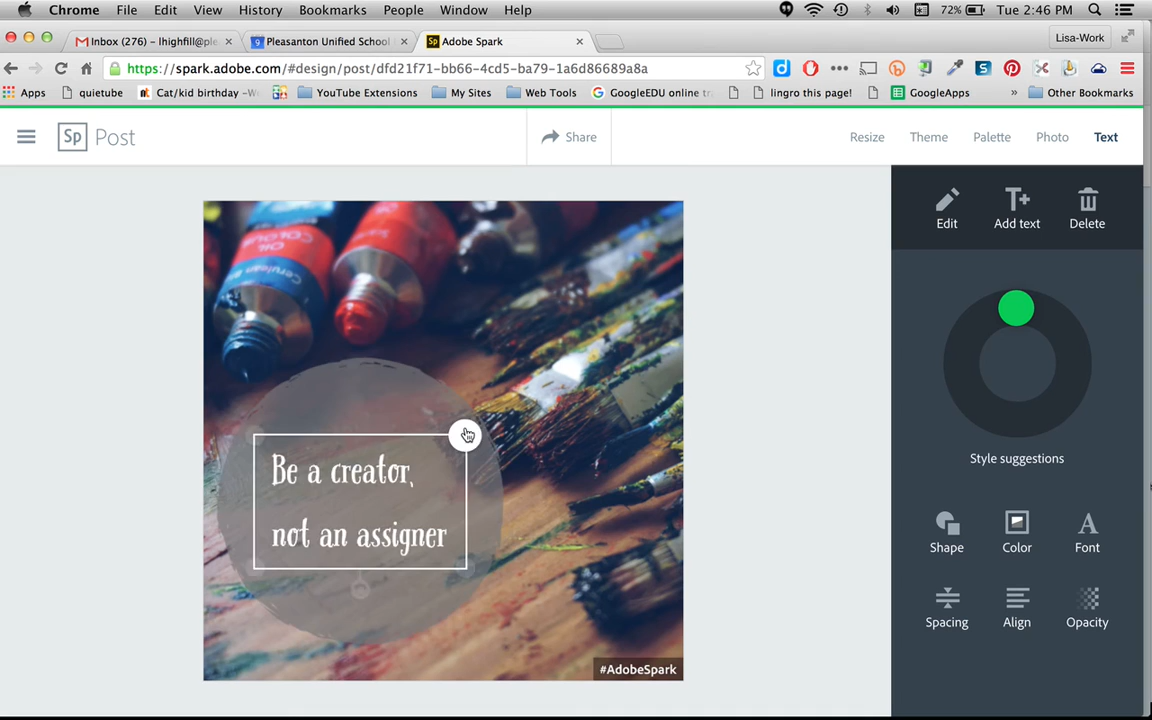 Chrome File Edit View History Bookmarks People Window Help 72% Tue 2:46 PM
Inbox (276) - lhighfill@ple Pleasanton Unified School Sp Adobe Spark Lisa-Work
https://spark.adobe.com/#design/post/dfd21f71-bb66-4cd5-ba79-1a6d86689a8a
Apps quietube Cat/kid birthday - YouTube Extensions My Sites Web Tools GoogleEDU online tr lingro this page! GoogleApps » Other Bookmarks
Sp Post Share Resize Theme Palette Photo Text
Edit Add text Delete
OIL COLOUR
Cerulean
Be a creator,
not an assigner
Style suggestions
Shape Color Font
Spacing Align Opacity
#AdobeSpark